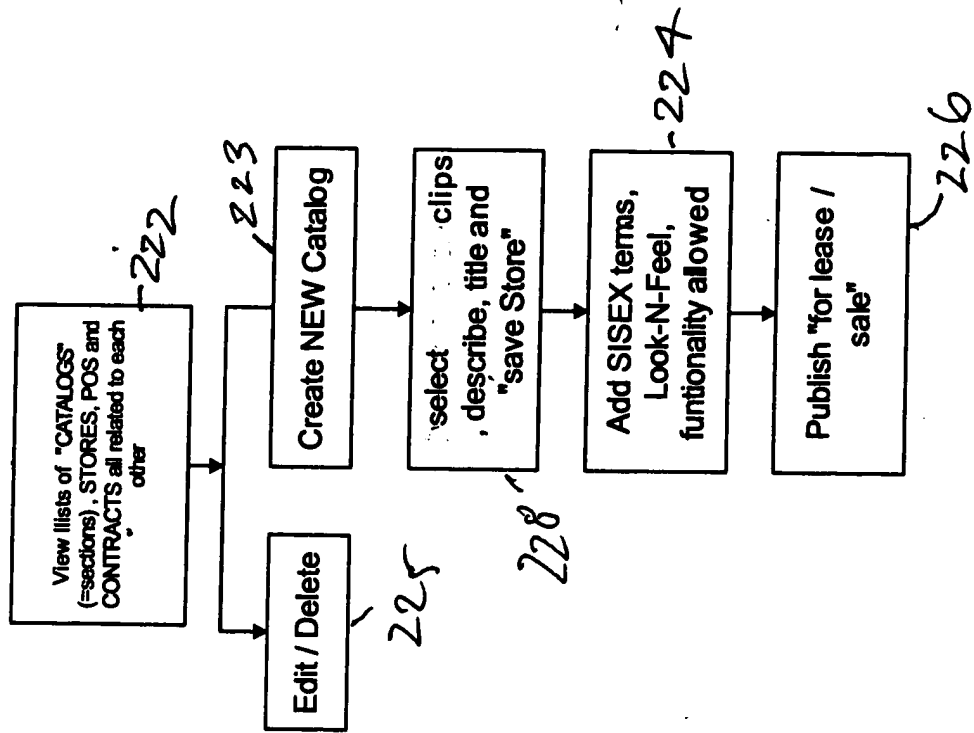 View llists of "CATALOGS"
(=sections) , STORES, POS and
CONTRACTS all related to each
other
"
222
Edit / Delete
225
Create NEW Catalog
223
select clips
, describe, title and
"save Store"
228
Add SISEX terms,
Look-N-Feel,
funtionality allowed
224
Publish "for lease /
sale"
226